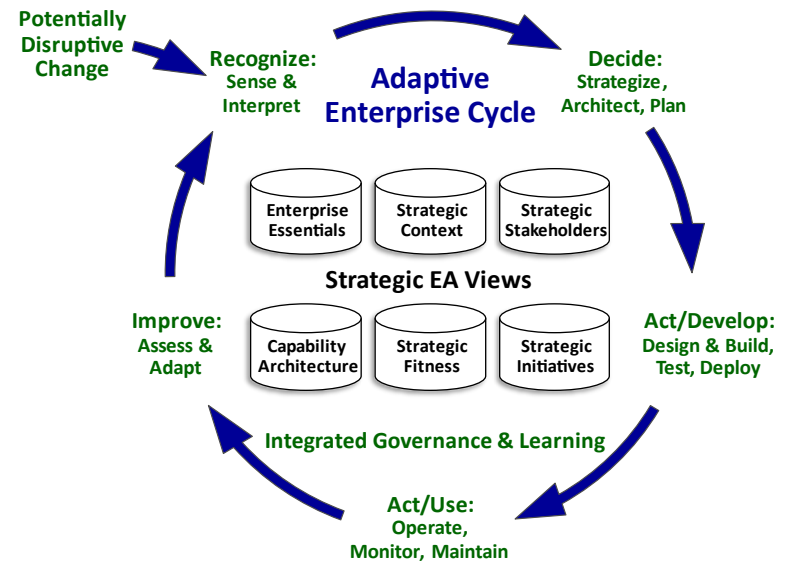 Potentially
Disruptive
Change
Recognize:
Sense &
Interpret
Adaptive
Enterprise Cycle
Decide:
Strategize,
Architect, Plan
Enterprise
Essentials
Strategic
Context
Strategic
Stakeholders
Strategic EA Views
Improve:
Assess &
Adapt
Capability
Architecture
Strategic
Fitness
Strategic
Initiatives
Act/Develop:
Design & Build,
Test, Deploy
Integrated Governance & Learning
Act/Use:
Operate,
Monitor, Maintain